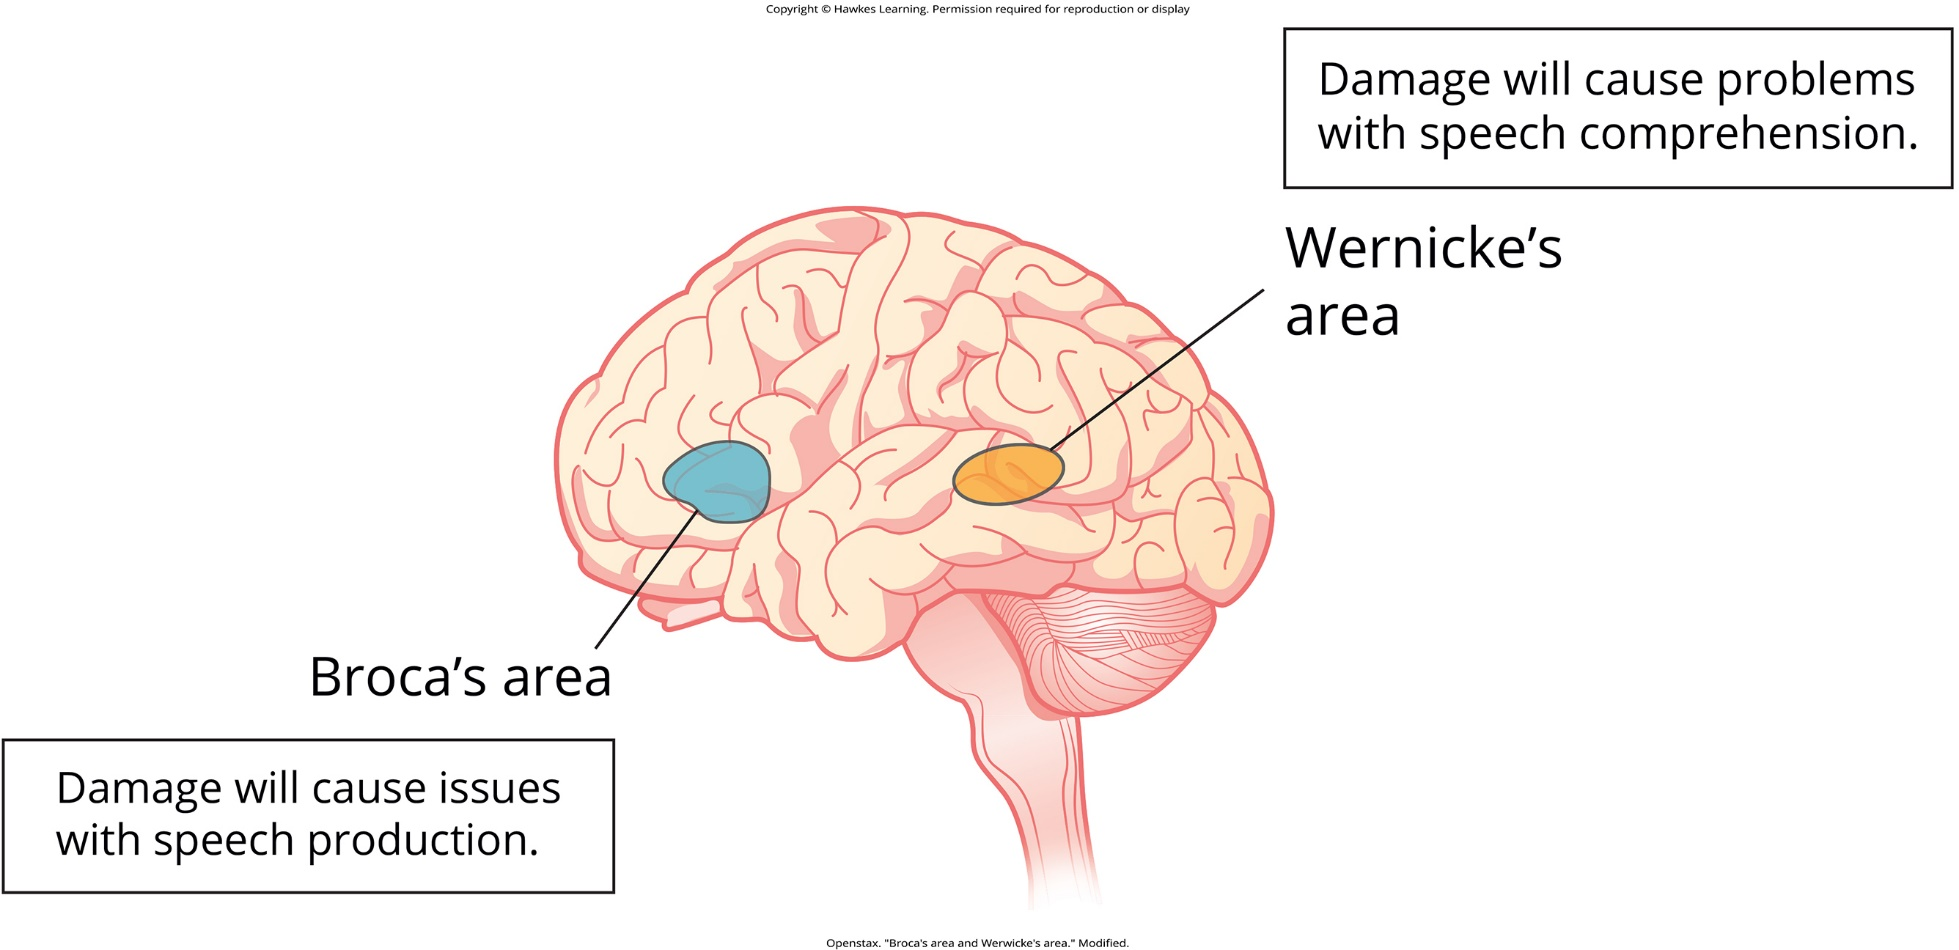 Copyright © Hawkes Learning. Permission required for reproduction or display
Damage will cause problems
with speech comprehension.
Wernicke’s
area
Broca’s area
Damage will cause issues
with speech production.
Openstax. "Broca's area and Werwicke's area." Modified.